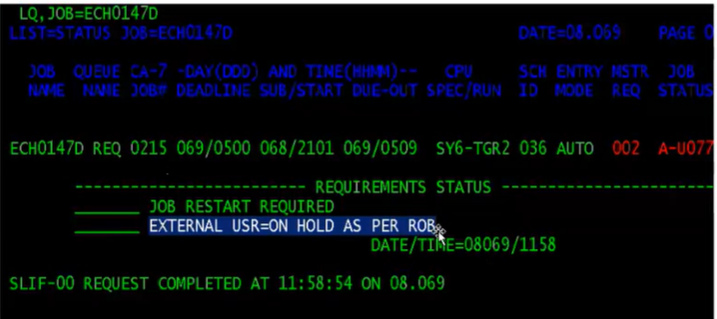 LQ,JOB=ECH0147D
LIST=STATUS JOB=ECH0147D DATE=08.069 PAGE 0
JOB QUEUE CA-7 -DAY(DDD) AND TIME(HHMM)-- CPU SCH ENTRY MSTR JOB
NAME NAME JOB# DEADLINE SUB/START DUE-OUT SPEC/RUN ID MODE REQ STATUS
ECH0147D REQ 0215 069/0500 068/2101 069/0509 SY6-TGR2 036 AUTO 002 A-U077
------------------------ REQUIREMENTS STATUS ----------------------
_______ JOB RESTART REQUIRED
_______ EXTERNAL USR=ON HOLD AS PER ROB
DATE/TIME=08069/1158
SLIF-00 REQUEST COMPLETED AT 11:58:54 ON 08.069